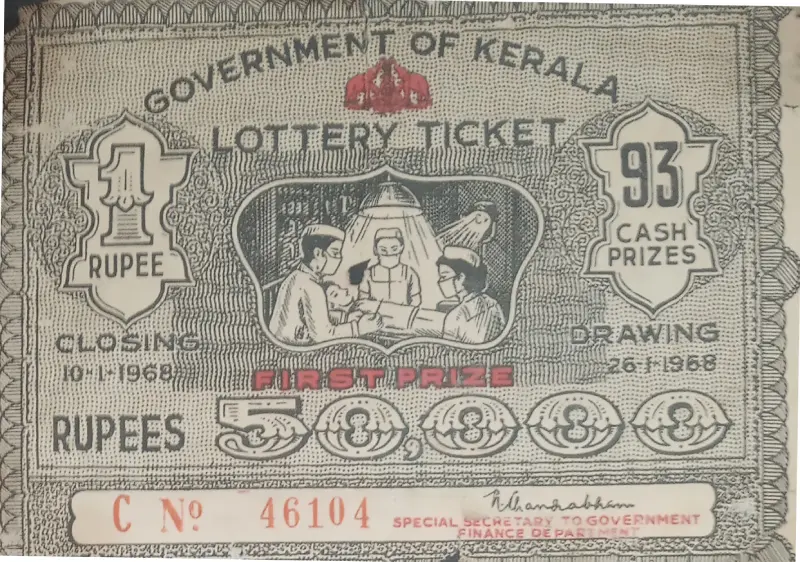 GOVERNMENT OF KERALA
LOTTERY TICKET
1
RUPEE
93
CASH
PRIZES
CLOSING
10-1-1968
DRAWING
26-1-1968
FIRST PRIZE
RUPEES 50,000
C Nº 46104
SPECIAL SECRETARY TO GOVERNMENT
FINANCE DEPARTMENT